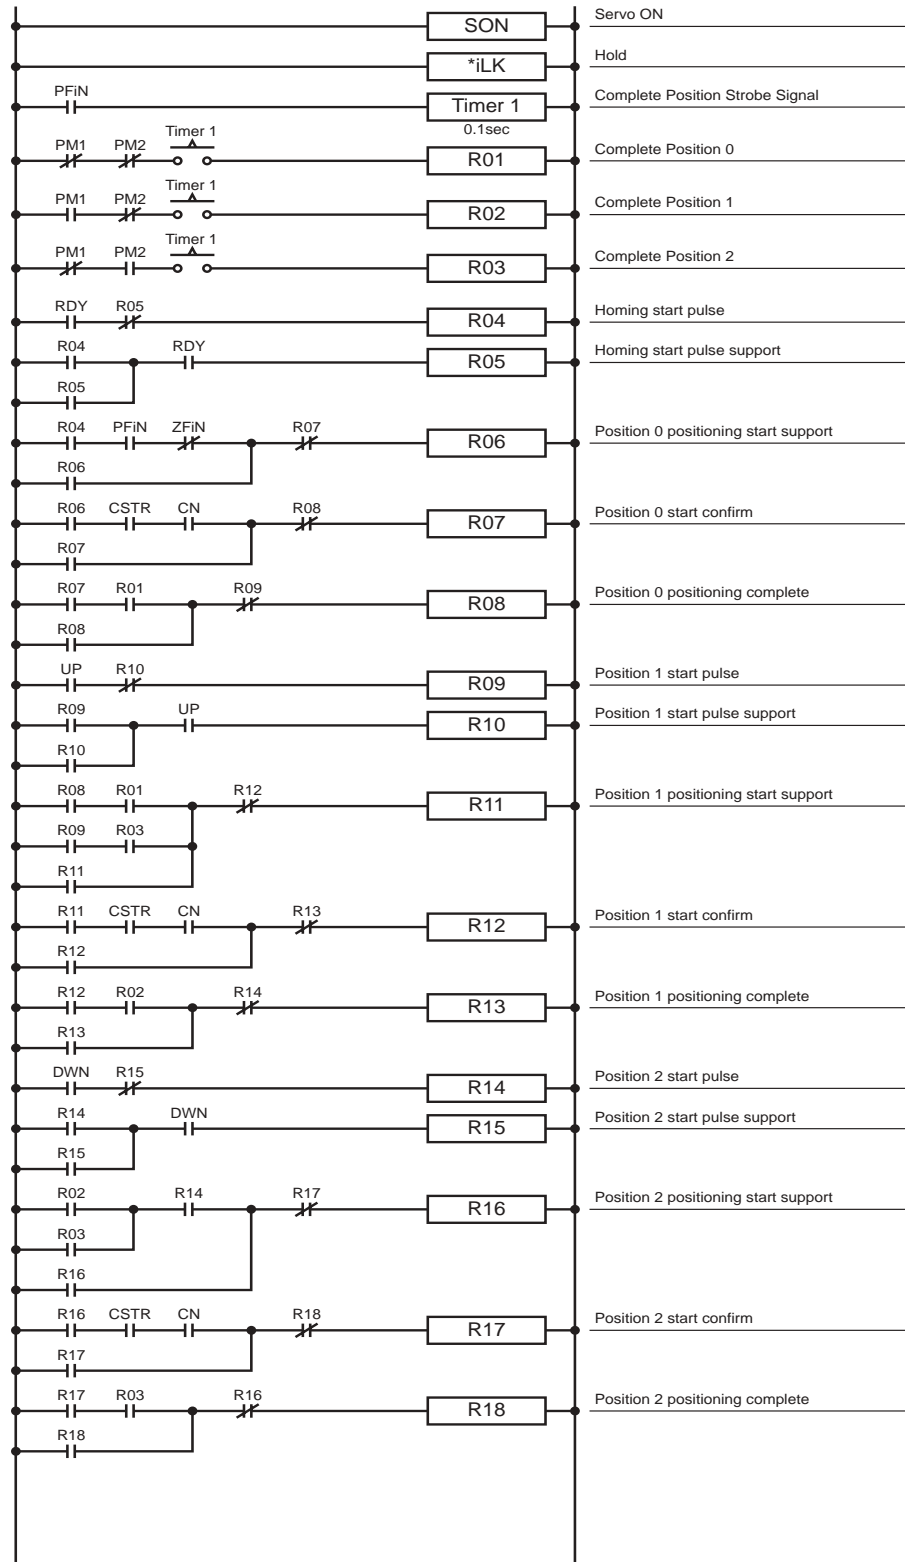 SON Servo ON
*iLK Hold
PFiN Timer 1 Complete Position Strobe Signal
0.1sec
PM1 PM2 Timer 1 R01 Complete Position 0
PM1 PM2 Timer 1 R02 Complete Position 1
PM1 PM2 Timer 1 R03 Complete Position 2
RDY R05 R04 Homing start pulse
R04 RDY R05 Homing start pulse support
R05
R04 PFiN ZFiN R07 R06 Position 0 positioning start support
R06
R06 CSTR CN R08 R07 Position 0 start confirm
R07
R07 R01 R09 R08 Position 0 positioning complete
R08
UP R10 R09 Position 1 start pulse
R09 UP R10 Position 1 start pulse support
R10
R08 R01 R12 R11 Position 1 positioning start support
R09 R03
R11
R11 CSTR CN R13 R12 Position 1 start confirm
R12
R12 R02 R14 R13 Position 1 positioning complete
R13
DWN R15 R14 Position 2 start pulse
R14 DWN R15 Position 2 start pulse support
R15
R02 R14 R17 R16 Position 2 positioning start support
R03
R16
R16 CSTR CN R18 R17 Position 2 start confirm
R17
R17 R03 R16 R18 Position 2 positioning complete
R18